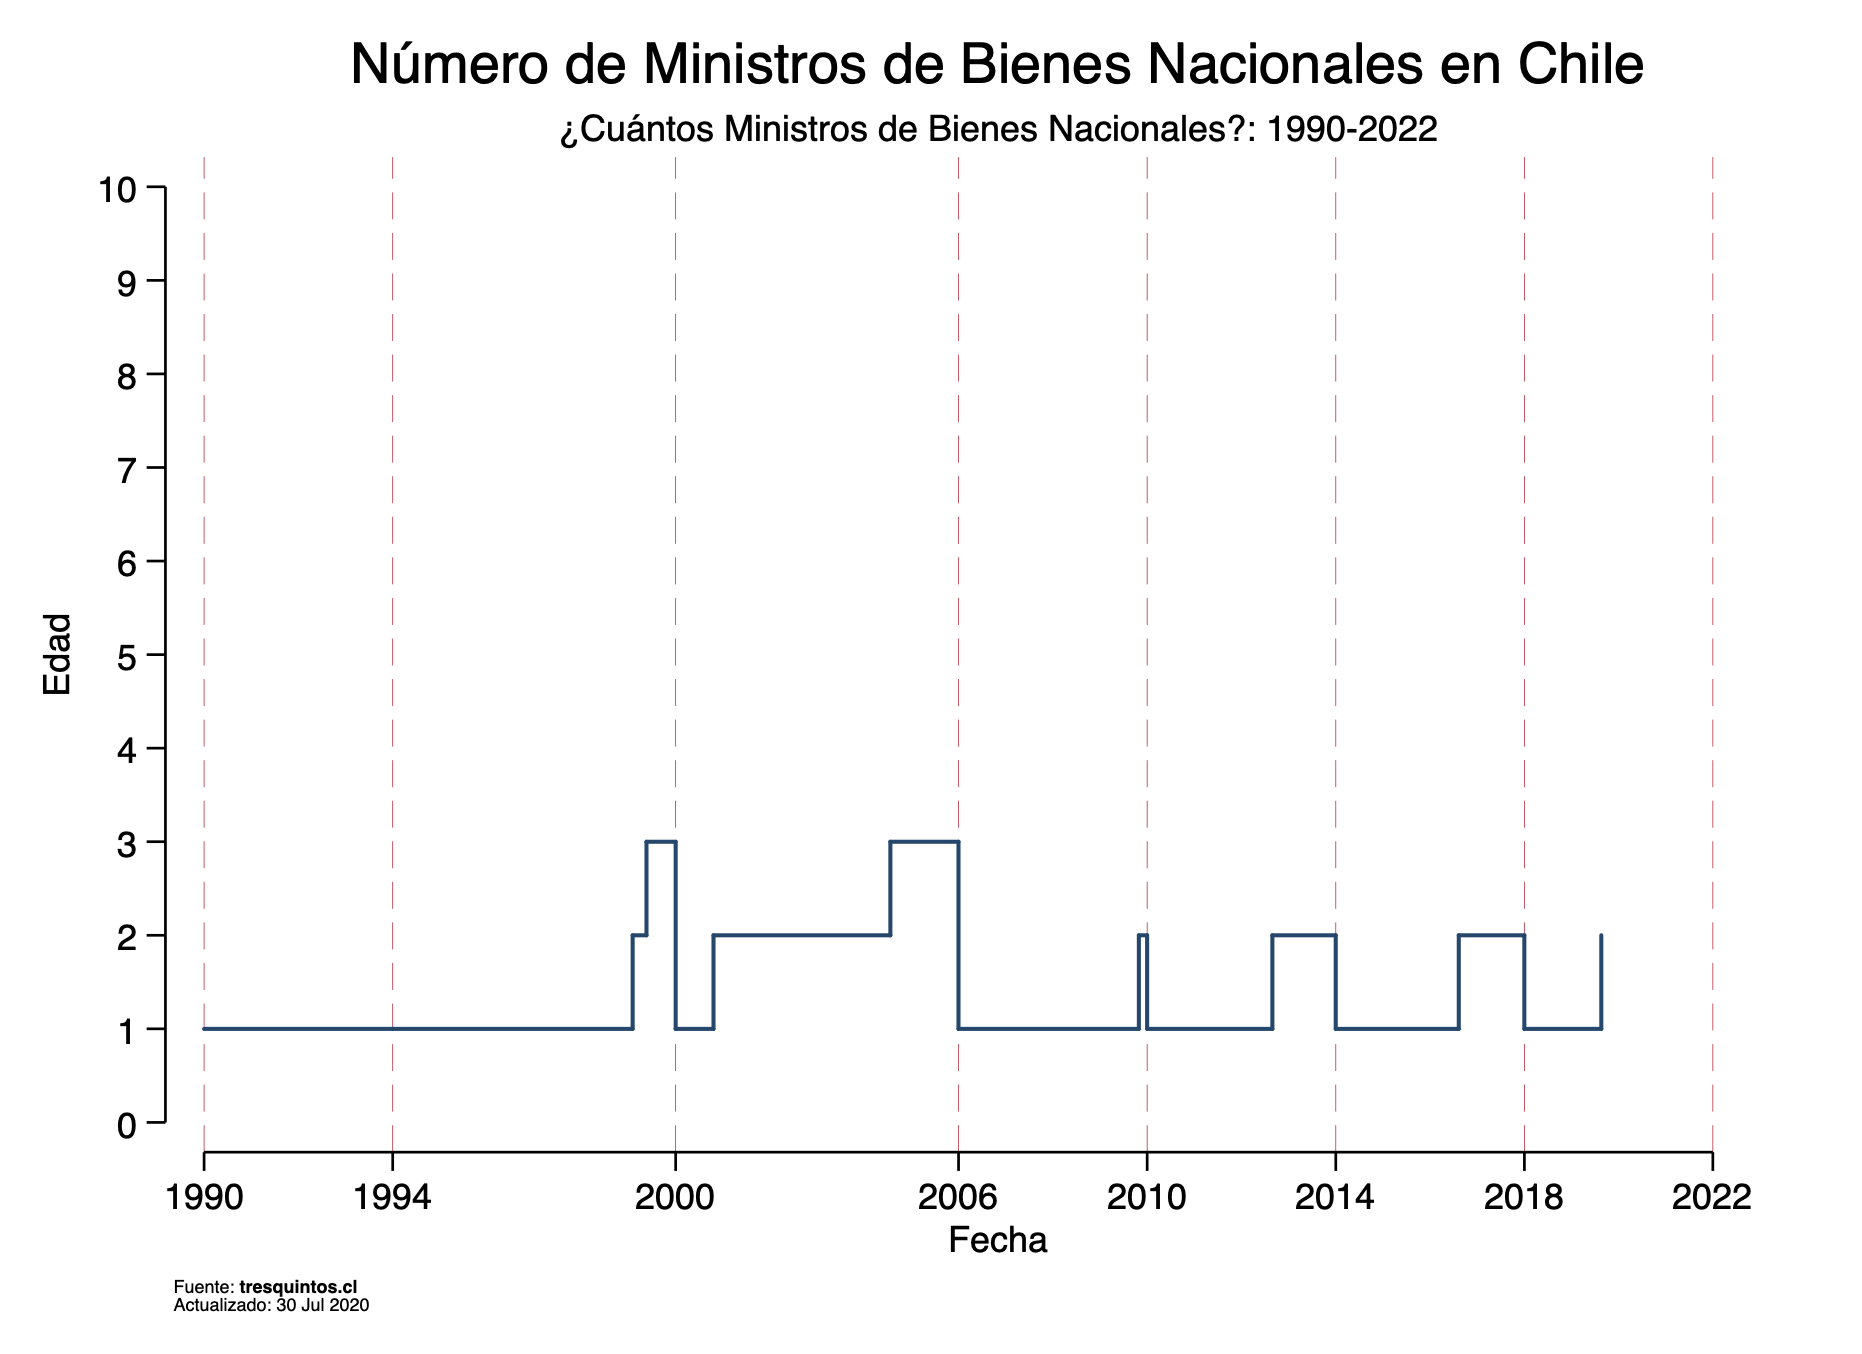 Número de Ministros de Bienes Nacionales en Chile
¿Cuántos Ministros de Bienes Nacionales?: 1990-2022
10
9
8
7
6
5
4
3
2
1
0
Edad
1990 1994 2000 2006 2010 2014 2018 2022
Fecha
Fuente: tresquintos.cl
Actualizado: 30 Jul 2020